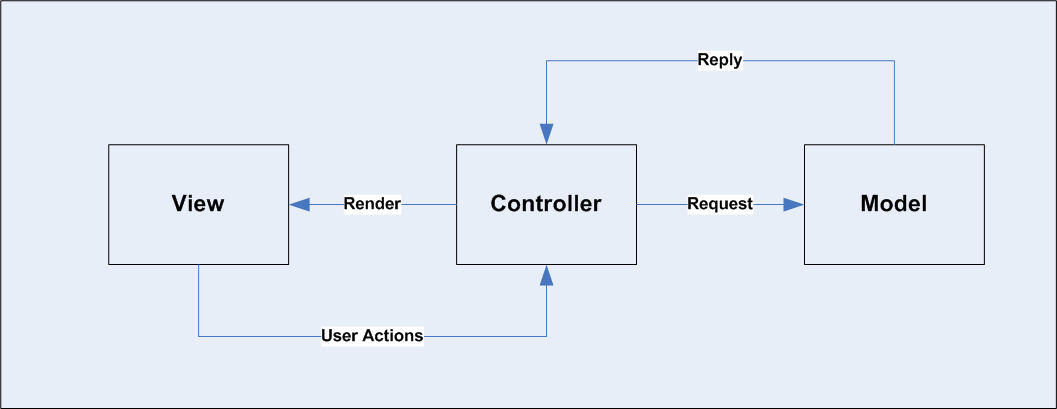 Reply
View
Render
Controller
Request
Model
User Actions